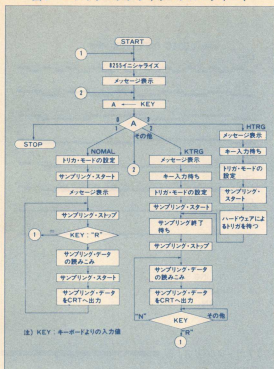 START
1
8255イニシャライズ
メッセージ表示
2
A ← KEY
0
A
3
1
2
その他
STOP
2
NOMAL
トリガ・モードの設定
サンプリング・スタート
メッセージ表示
サンプリング・ストップ
1
KEY:"R"
サンプリング・データ
の読みこみ
サンプリング・スタート
サンプリング・データ
をCRTへ出力
KTRG
メッセージ表示
キー入力待ち
トリガ・モードの設定
サンプリング・スタート
サンプリング終了
待ち
サンプリング・ストップ
サンプリング・データ
の読みこみ
サンプリング・データ
をCRTへ出力
"N"
KEY
その他
"R"
1
HTRG
メッセージ表示
キー入力待ち
トリガ・モードの
設定
サンプリング・
スタート
ハードウェアによ
るトリガを待つ
注) KEY:キーボードよりの入力値